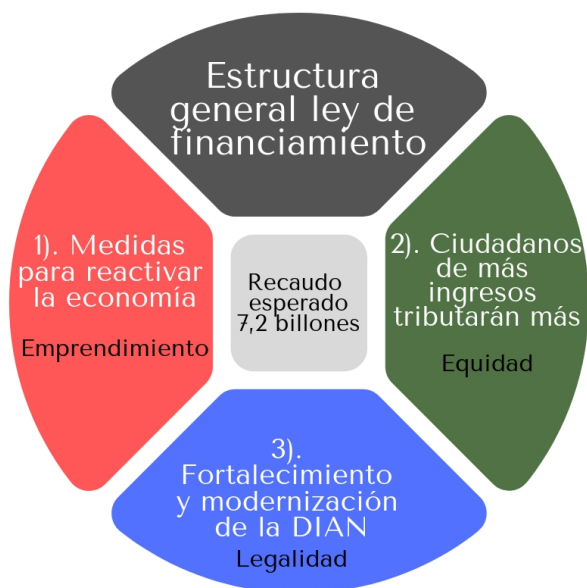 Estructura
general ley de
financiamiento
1). Medidas
para reactivar
la economía
Emprendimiento
Recaudo
esperado
7,2 billones
2). Ciudadanos
de más
ingresos
tributarán más
Equidad
3).
Fortalecimiento
y modernización
de la DIAN
Legalidad